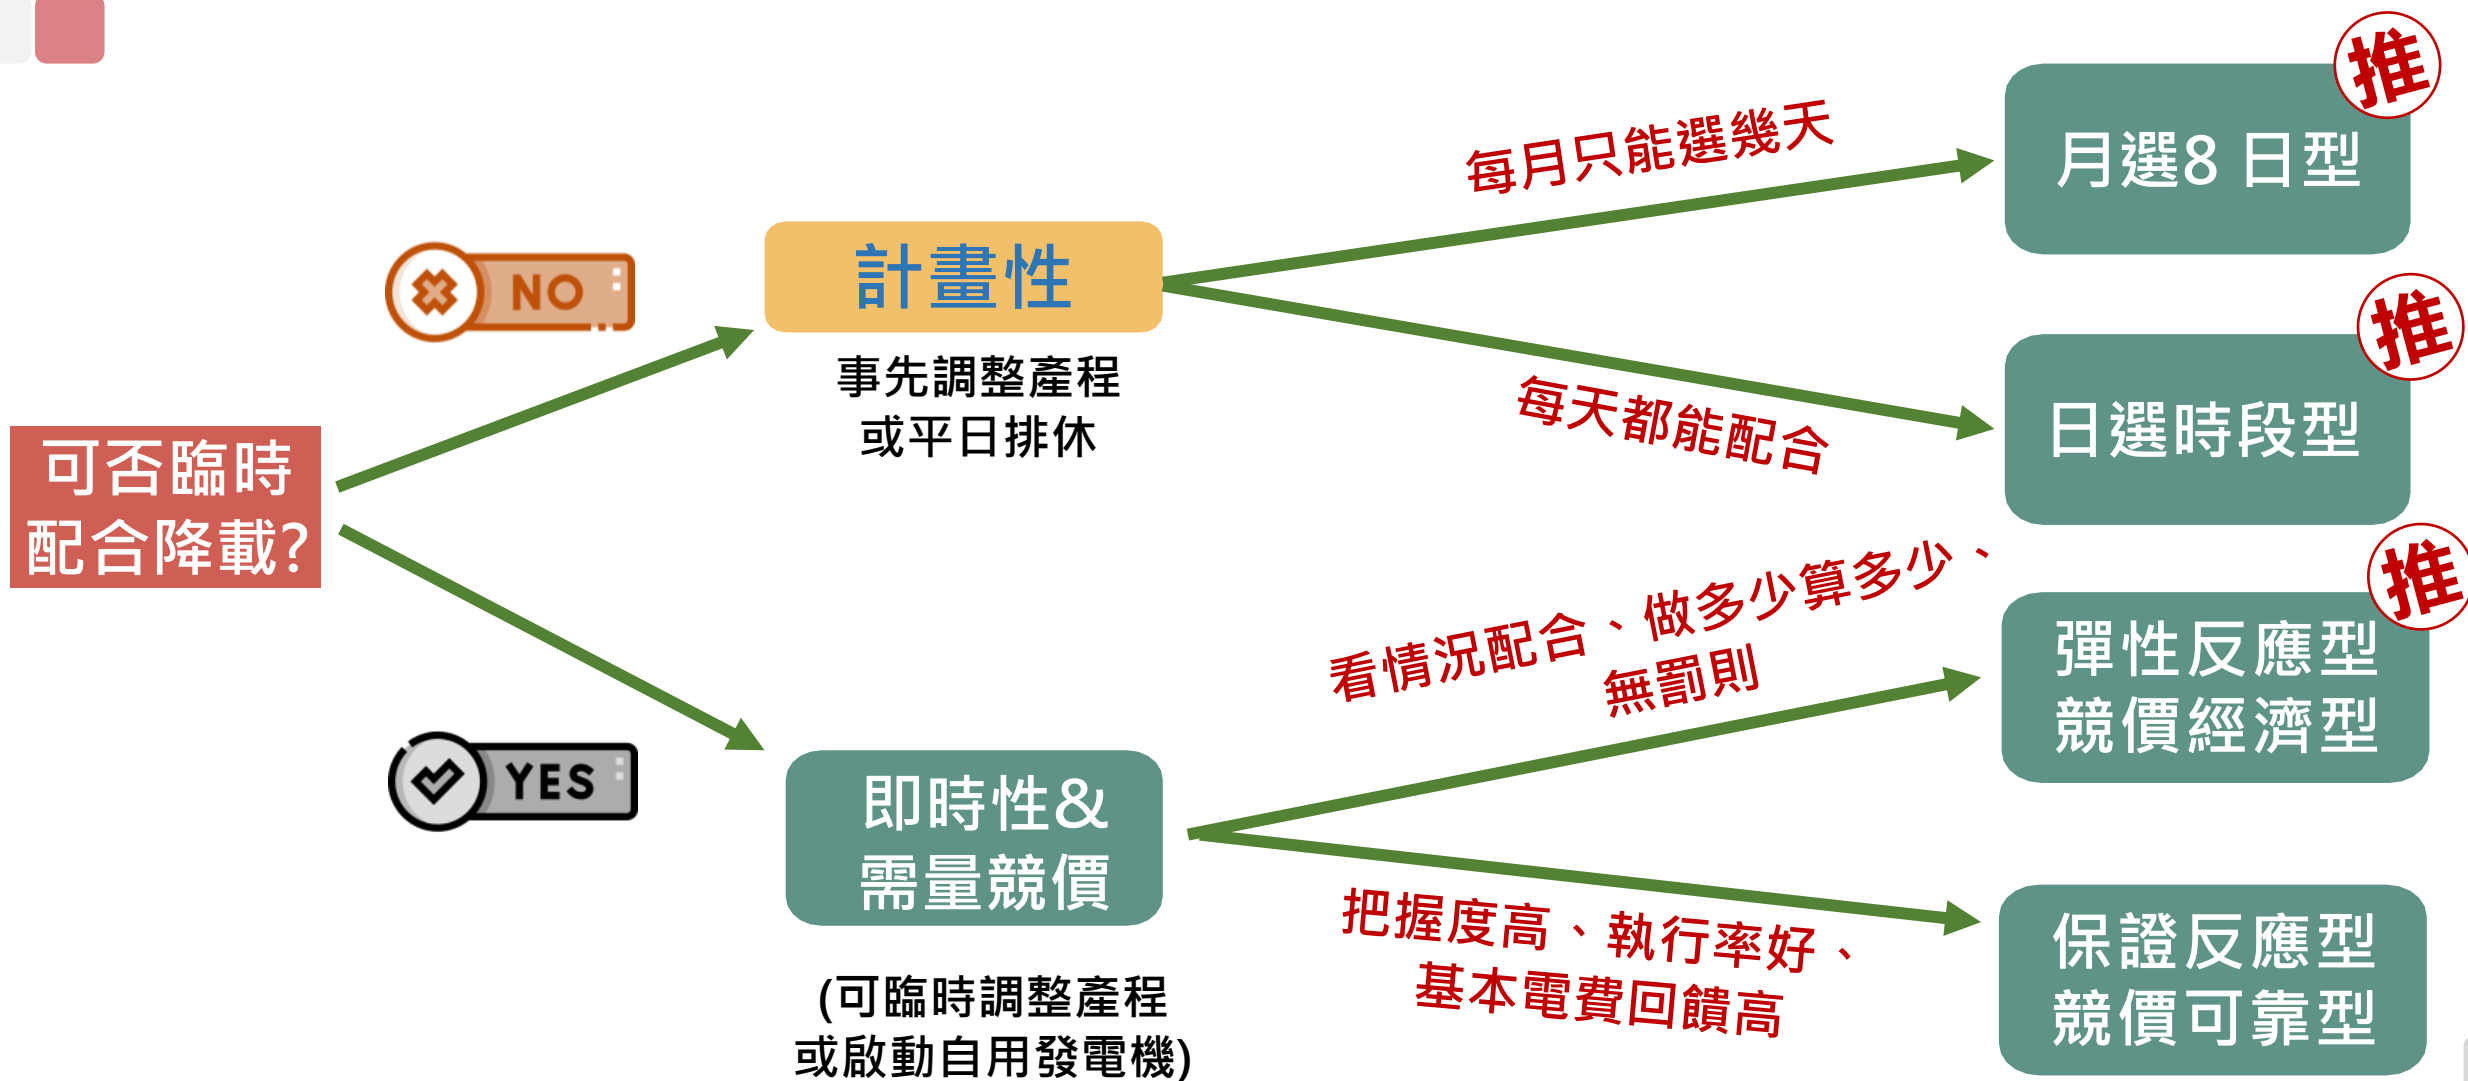 可否臨時
配合降載?
NO
YES
計畫性
事先調整產程
或平日排休
即時性&
需量競價
(可臨時調整產程
或啟動自用發電機)
每月只能選幾天
每天都能配合
看情況配合、做多少算多少、
無罰則
把握度高、執行率好、
基本電費回饋高
推
月選8 日型
推
日選時段型
推
彈性反應型
競價經濟型
保證反應型
競價可靠型